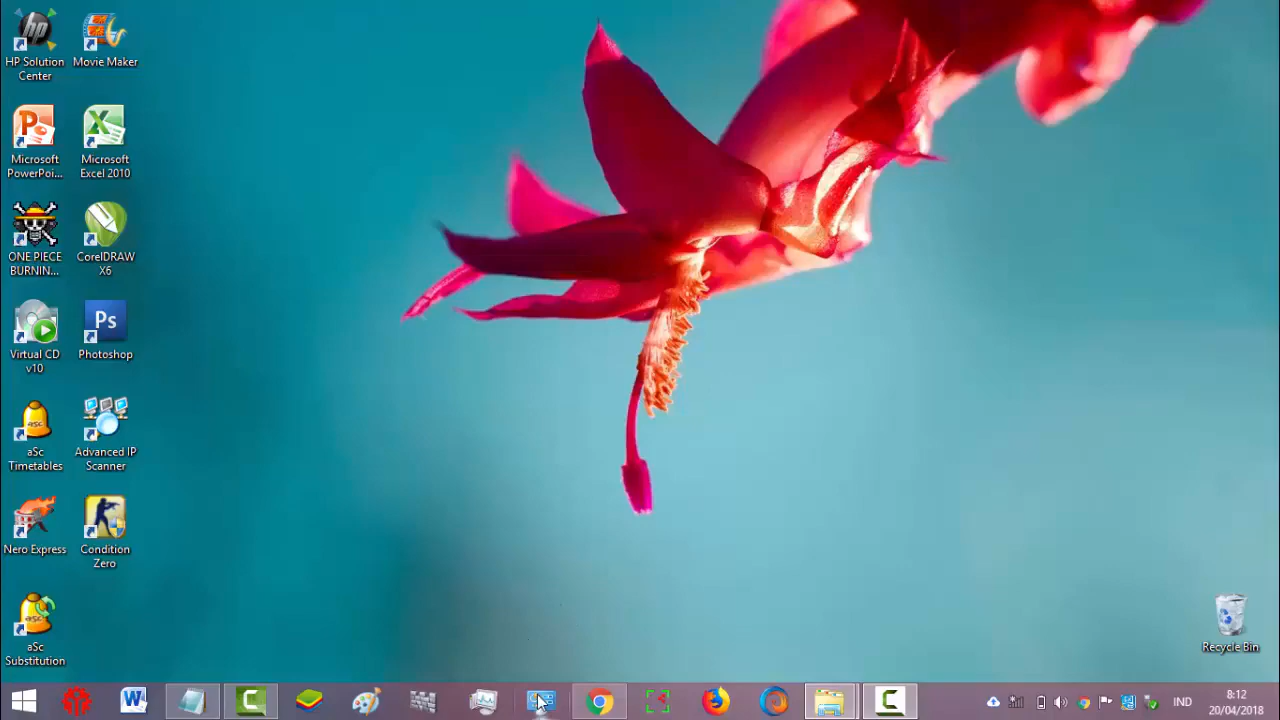 HP Solution
Center
Movie Maker
Microsoft
PowerPoi...
Microsoft
Excel 2010
ONE PIECE
BURNIN...
CorelDRAW
X6
Virtual CD
v10
Ps
Photoshop
aSc
Timetables
Advanced IP
Scanner
Nero Express
Condition
Zero
aSc
Substitution
Recycle Bin
IND
8:12
20/04/2018